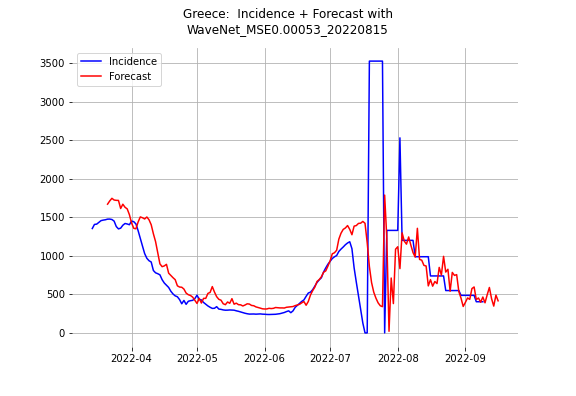 Greece:  Incidence + Forecast with
WaveNet_MSE0.00053_20220815
Incidence
Forecast
3500
3000
2500
2000
1500
1000
500
0
2022-04 2022-05 2022-06 2022-07 2022-08 2022-09